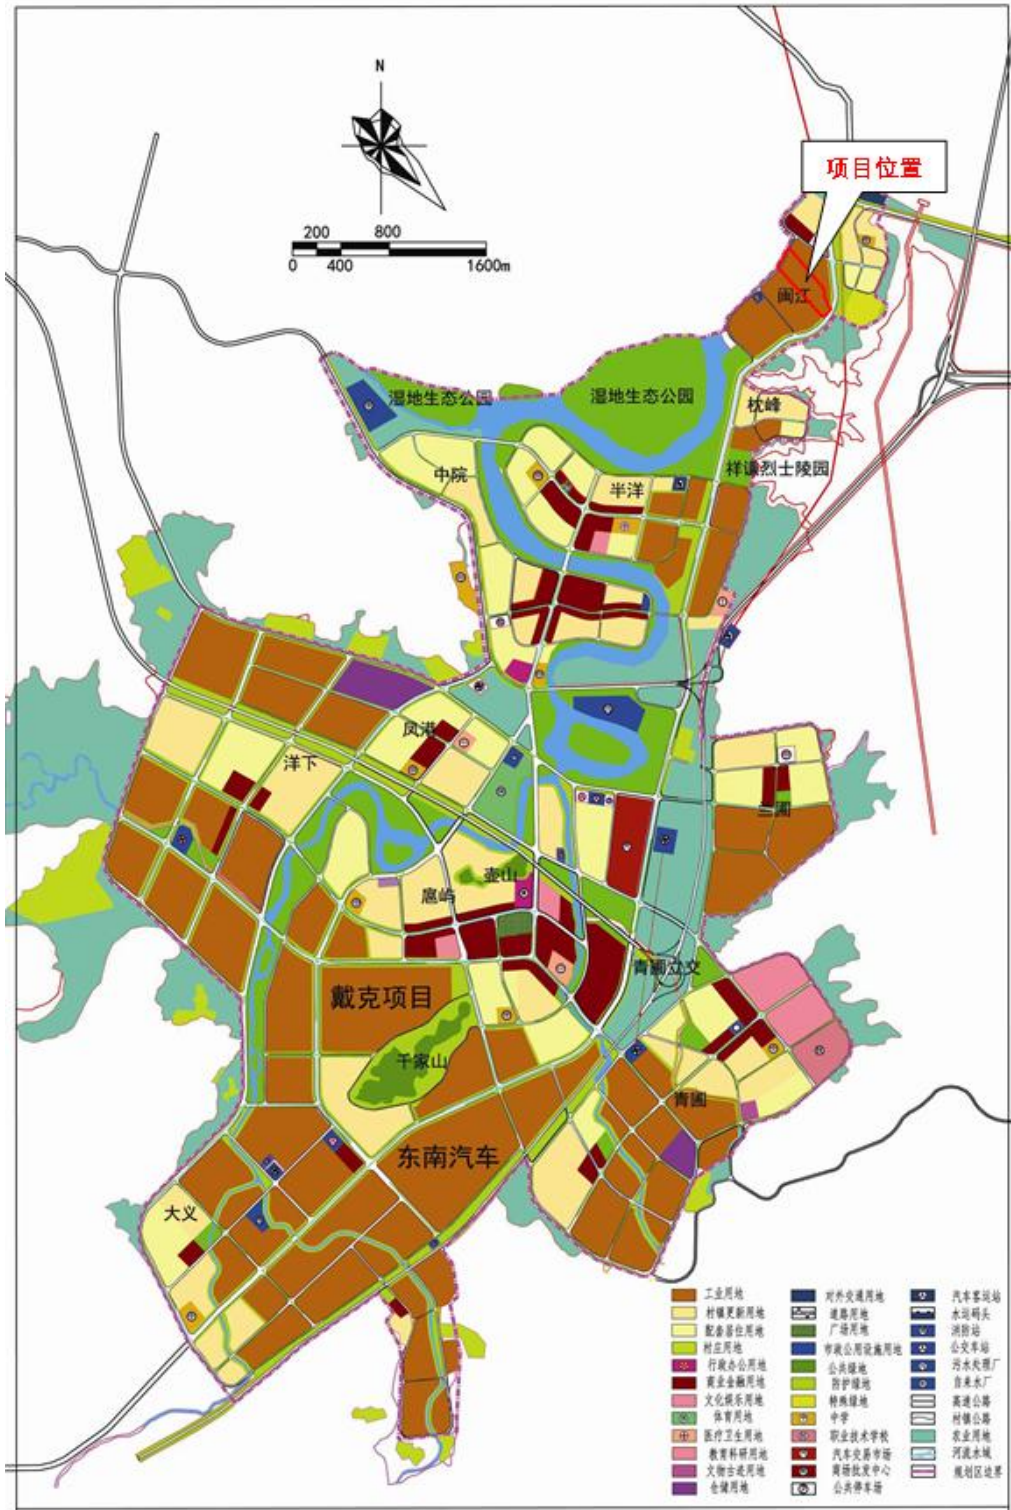 N
项目位置
200 800
0 400 1600m
闽江
湿地生态公园
湿地生态公园
枕峰
祥谦烈士陵园
中院
半洋
凤港
洋下
兰圃
壶山
扈屿
青圃立交
戴克项目
千家山
青圃
东南汽车
大义
工业用地
村镇更新用地
配套居住用地
村庄用地
行政办公用地
商业金融用地
文化娱乐用地
体育用地
医疗卫生用地
教育科研用地
文物古迹用地
仓储用地
对外交通用地
道路用地
广场用地
市政公用设施用地
公共绿地
防护绿地
特殊绿地
中学
职业技术学校
汽车交易市场
商场批发中心
公共停车场
汽车客运站
水运码头
消防站
公交车站
污水处理厂
自来水厂
高速公路
村镇公路
农业用地
河流水域
规划区边界